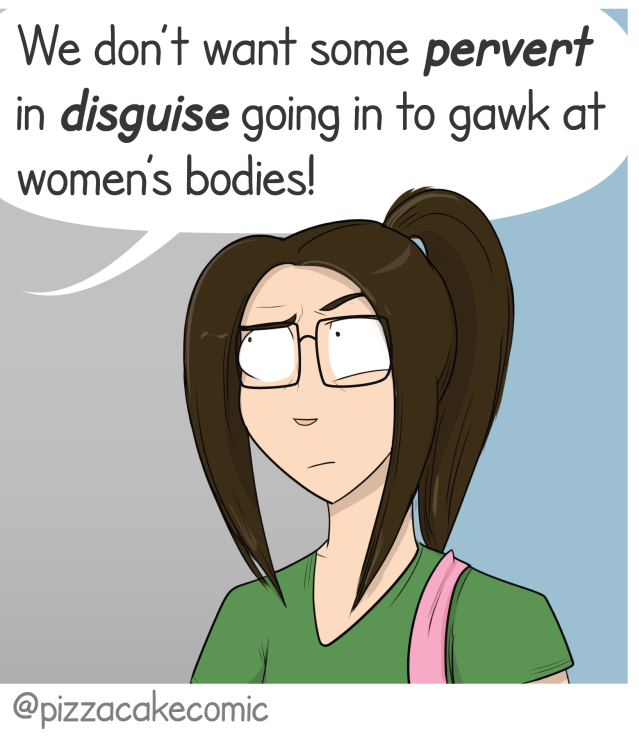 We don't want some pervert
in disguise going in to gawk at
women's bodies!
@pizzacakecomic